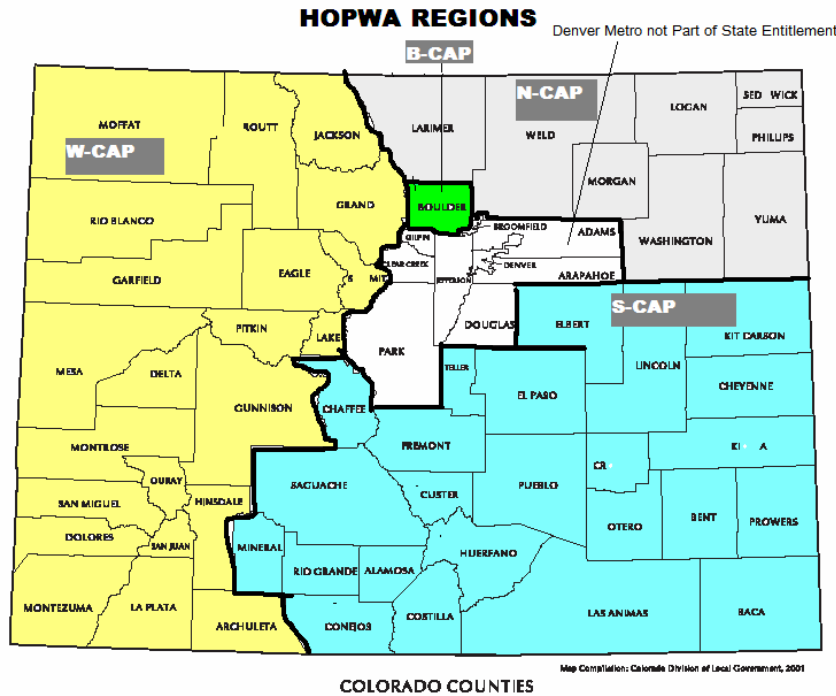 HOPWA REGIONS
Denver Metro not Part of State Entitlement
B-CAP
N-CAP
SED WICK
LOGAN
MOFFAT
ROUTT
JACKSON
LARIMER
WELD
PHILLIPS
W-CAP
MORGAN
GRAND
BOULDER
RIO BLANCO
BROOMFIELD
ADAMS
YUMA
WASHINGTON
EAGLE
CLEAR CREEK
DENVER
GARFIELD
ARAPAHOE
S-CAP
PITKIN
LAKE
DOUGLAS
ELBERT
KIT CARSON
PARK
LINCOLN
MESA
DELTA
TELLER
CHEYENNE
GUNNISON
CHAFFEE
EL PASO
MONTROSE
FREMONT
OURAY
CR
SAN MIGUEL
HINSDALE
SAGUACHE
CUSTER
PUEBLO
OTERO
BENT
PROWERS
DOLORES
SAN JUAN
MINERAL
HUERFANO
RIO GRANDE
ALAMOSA
MONTEZUMA
LA PLATA
ARCHULETA
CONEJOS
COSTILLA
LAS ANIMAS
BACA
Map Compilation: Colorado Division of Local Government, 2001
COLORADO COUNTIES